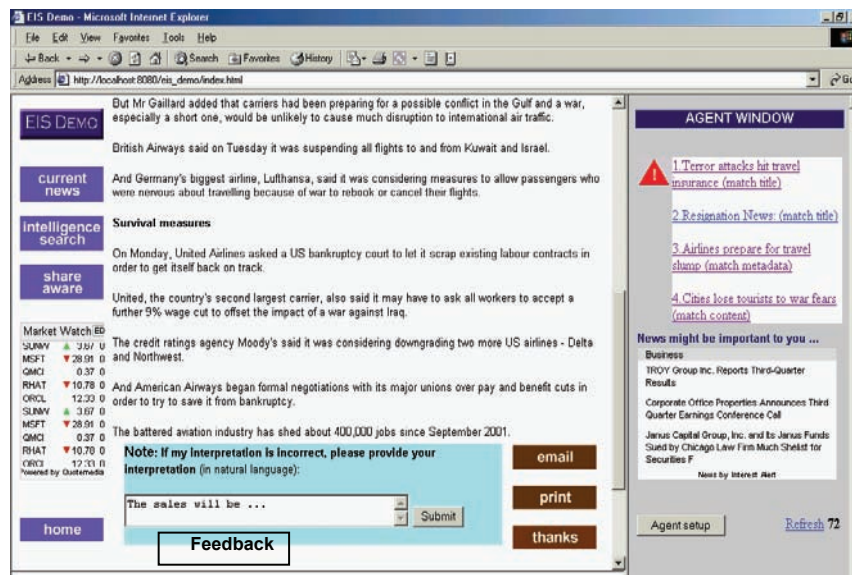 EIS Demo - Microsoft Internet Explorer
File Edit View Favorites Tools Help
Back Search Favorites History
Address http://localhost:8080/eis_demo/index.html Go
EIS DEMO
current
news
intelligence
search
share
aware
Market Watch ED
SUNW ▲ 3.67 0
MSFT ▼ 28.91 0
QMCI 0.37 0
RHAT ▼ 10.78 0
ORCL 12.33 0
SUNW ▲ 3.67 0
MSFT ▼ 28.91 0
QMCI 0.37 0
RHAT ▼ 10.78 0
ORCL 12.33 0
Powered by Quotemedia
home
But Mr Gaillard added that carriers had been preparing for a possible conflict in the Gulf and a war,
especially a short one, would be unlikely to cause much disruption to international air traffic.
British Airways said on Tuesday it was suspending all flights to and from Kuwait and Israel.
And Germany's biggest airline, Lufthansa, said it was considering measures to allow passengers who
were nervous about travelling because of war to rebook or cancel their flights.
Survival measures
On Monday, United Airlines asked a US bankruptcy court to let it scrap existing labour contracts in
order to get itself back on track.
United, the country's second largest carrier, also said it may have to ask all workers to accept a
further 9% wage cut to offset the impact of a war against Iraq.
The credit ratings agency Moody's said it was considering downgrading two more US airlines - Delta
and Northwest.
And American Airways began formal negotiations with its major unions over pay and benefit cuts in
order to try to save it from bankruptcy.
The battered aviation industry has shed about 400,000 jobs since September 2001.
Note: If my interpretation is incorrect, please provide your
interpretation (in natural language):
The sales will be ...
Submit
Feedback
email
print
thanks
AGENT WINDOW
1.Terror attacks hit travel
insurance (match title)
2.Resignation News: (match title)
3.Airlines prepare for travel
slump (match metadata)
4.Cities lose tourists to war fears
(match content)
News might be important to you ...
Business
TROY Group Inc. Reports Third-Quarter
Results
Corporate Office Properties Announces Third
Quarter Earnings Conference Call
Janus Capital Group, Inc. and Its Janus Funds
Sued by Chicago Law Firm Much Shelist for
Securities F
News by Interest Alert
Agent setup
Refresh 72